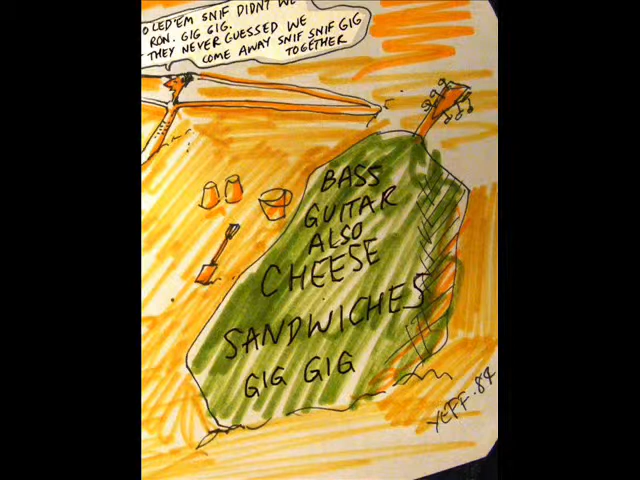 O LED'EM SNIF DIDNT WE
RON. GIG GIG.
THEY NEVER GUESSED WE
COME AWAY SNIF SNIF GIG
TOGETHER
BASS
GUITAR
ALSO
CHEESE
SANDWICHES
GIG GIG
YEFF.84